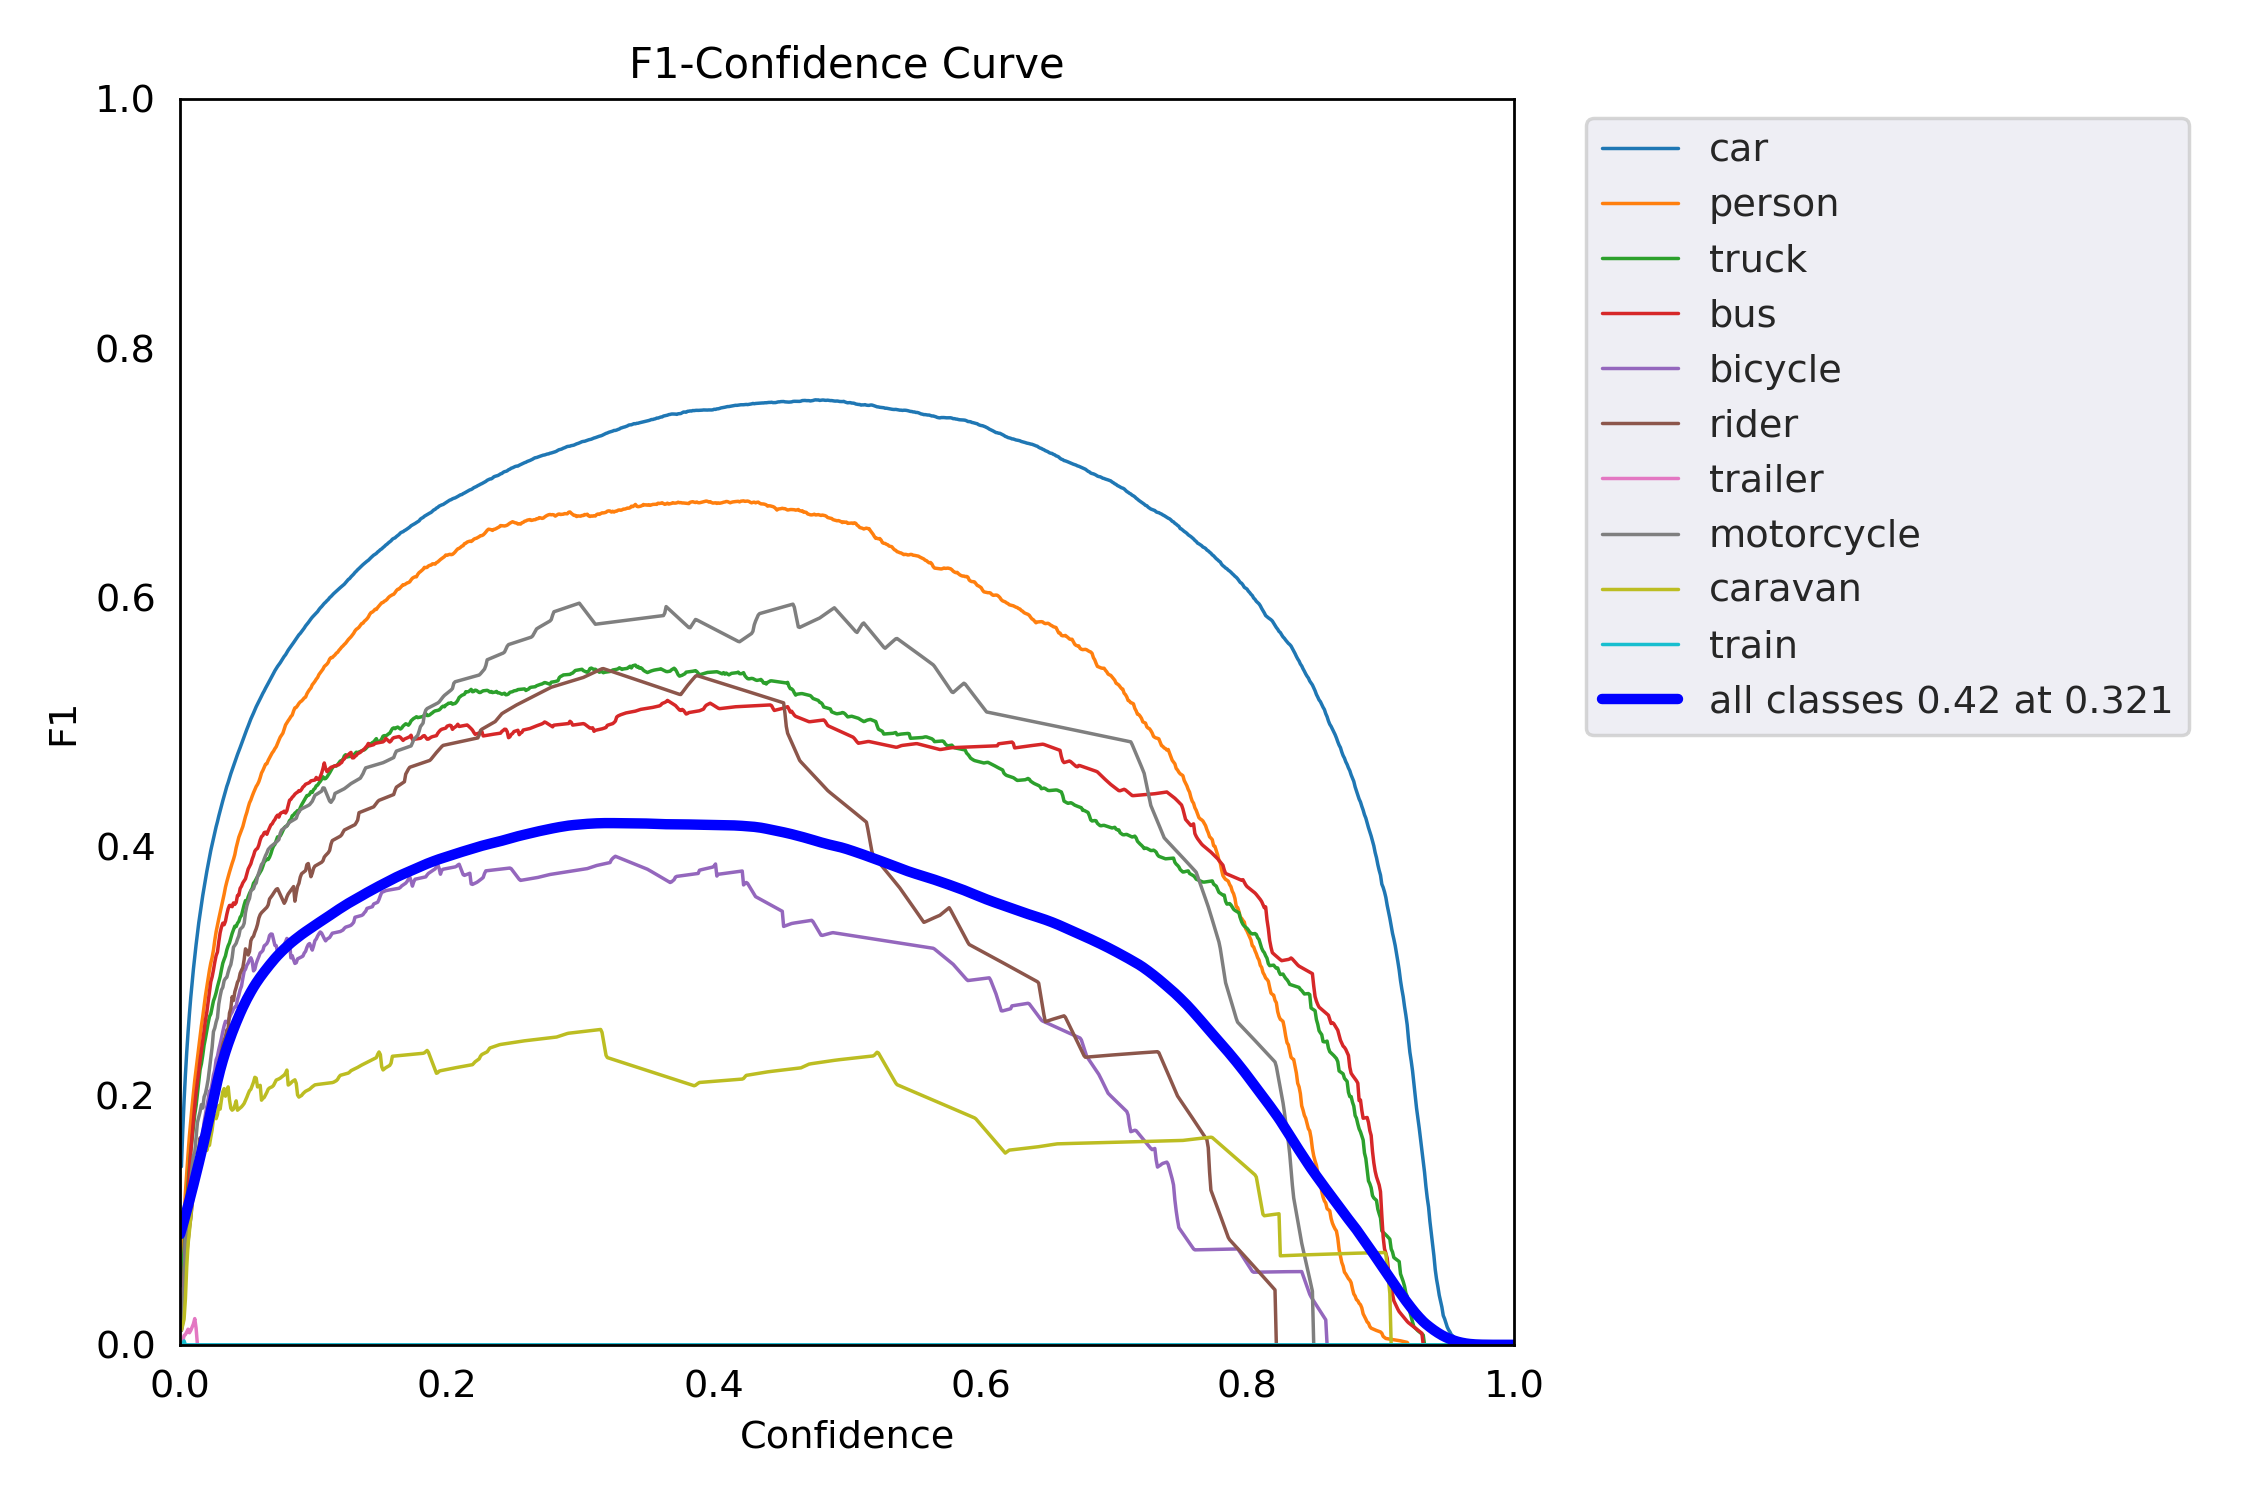 F1-Confidence Curve
1.0
0.8
0.6
0.4
0.2
0.0
F1
0.0 0.2 0.4 0.6 0.8 1.0
Confidence
car
person
truck
bus
bicycle
rider
trailer
motorcycle
caravan
train
all classes 0.42 at 0.321